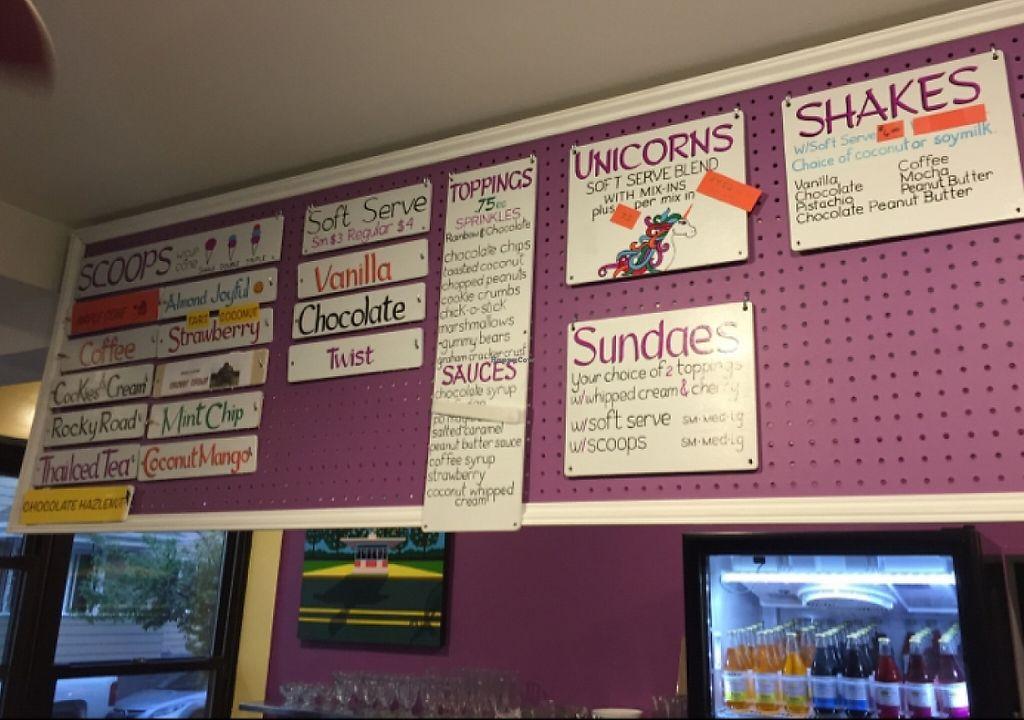 SCOOPS
Almond Joyful
TART COCONUT
Coffee
Strawberry
Cookies & Cream
Rocky Road
Mint Chip
Thai Iced Tea
Coconut Mango
CHOCOLATE HAZLENUT
Soft Serve
Sm $3 Regular $4
Vanilla
Chocolate
Twist
TOPPINGS
75¢
SPRINKLES
Rainbow & Chocolate
chocolate chips
toasted coconut
chopped peanuts
cookie crumbs
chick-o-stick
marshmallows
gummy bears
graham cracker crust
SAUCES
chocolate syrup
salted caramel
peanut butter sauce
coffee syrup
strawberry
coconut whipped
cream
UNICORNS
SOFT SERVE BLEND
WITH MIX-INS
plus per mix in
SHAKES
W/Soft Serve
Choice of coconut or soymilk.
Vanilla
Chocolate
Pistachio
Chocolate Peanut Butter
Coffee
Mocha
Peanut Butter
Sundaes
your choice of 2 toppings
w/whipped cream & cherry
w/soft serve SM-MED-LG
w/scoops SM-MED-LG